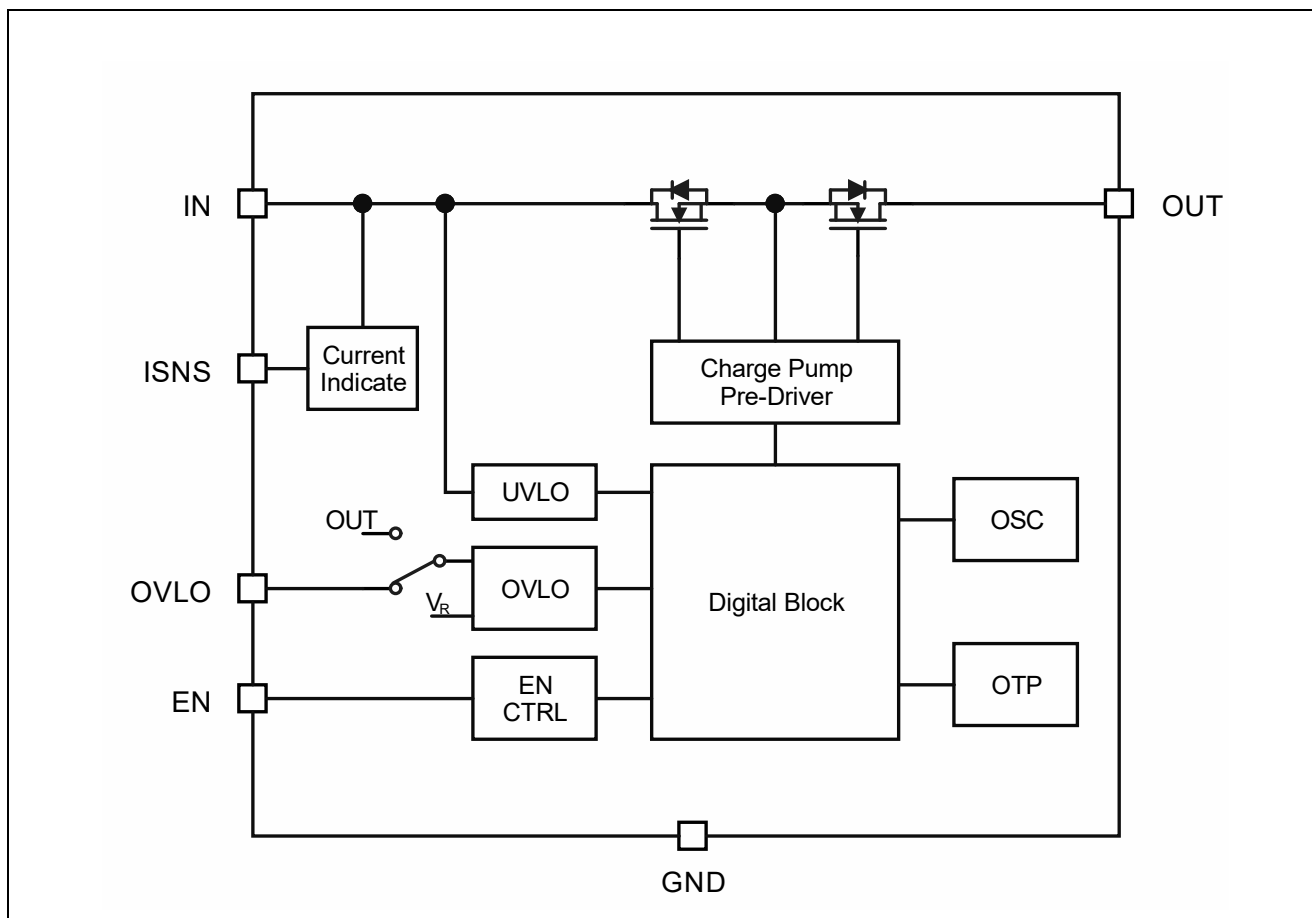 IN
OUT
ISNS
Current
Indicate
Charge Pump
Pre-Driver
UVLO
OSC
OUT
OVLO
OVLO
VR
Digital Block
EN
EN
CTRL
OTP
GND